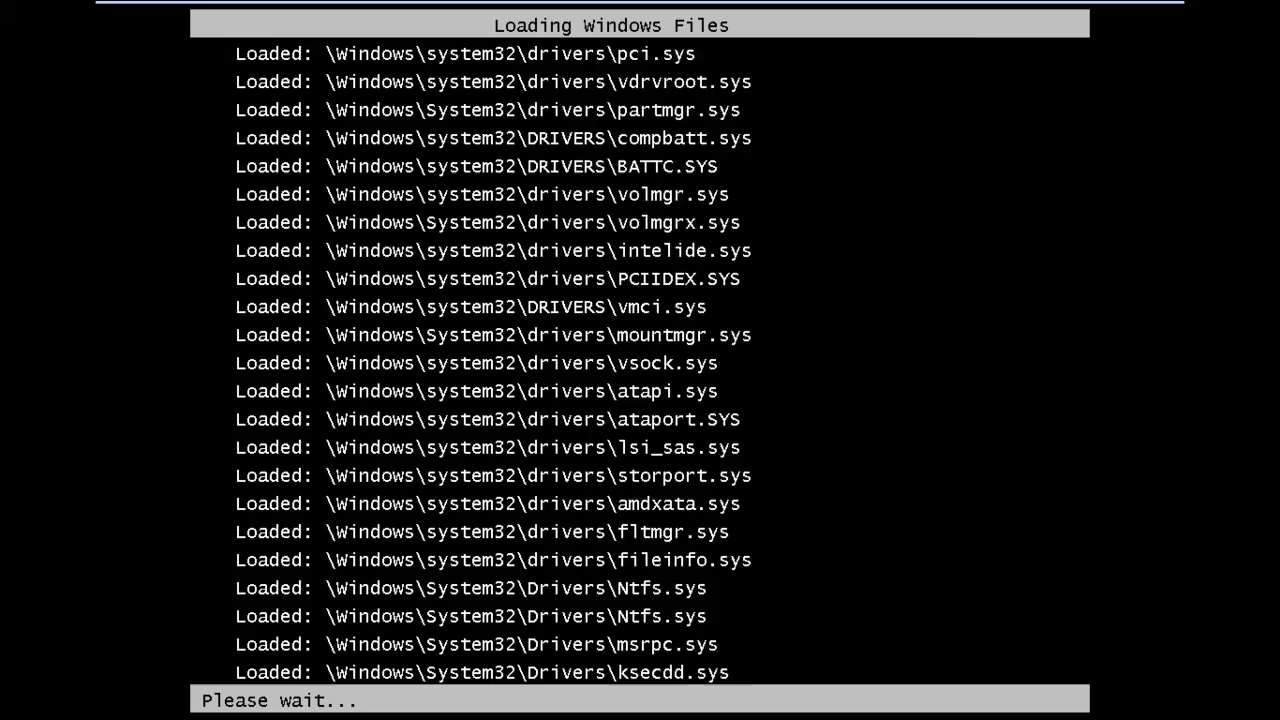 Loading Windows Files
Loaded: \Windows\system32\drivers\pci.sys
Loaded: \Windows\system32\drivers\vdrvroot.sys
Loaded: \Windows\System32\drivers\partmgr.sys
Loaded: \Windows\System32\DRIVERS\compbatt.sys
Loaded: \Windows\System32\DRIVERS\BATTC.SYS
Loaded: \Windows\system32\drivers\volmgr.sys
Loaded: \Windows\System32\drivers\volmgrx.sys
Loaded: \Windows\system32\drivers\intelide.sys
Loaded: \Windows\system32\drivers\PCIIDEX.SYS
Loaded: \Windows\system32\DRIVERS\vmci.sys
Loaded: \Windows\System32\drivers\mountmgr.sys
Loaded: \Windows\system32\drivers\vsock.sys
Loaded: \Windows\system32\drivers\atapi.sys
Loaded: \Windows\system32\drivers\ataport.SYS
Loaded: \Windows\system32\drivers\lsi_sas.sys
Loaded: \Windows\system32\drivers\storport.sys
Loaded: \Windows\system32\drivers\amdxata.sys
Loaded: \Windows\system32\drivers\fltmgr.sys
Loaded: \Windows\system32\drivers\fileinfo.sys
Loaded: \Windows\System32\Drivers\Ntfs.sys
Loaded: \Windows\System32\Drivers\Ntfs.sys
Loaded: \Windows\System32\Drivers\msrpc.sys
Loaded: \Windows\System32\Drivers\ksecdd.sys
Please wait...